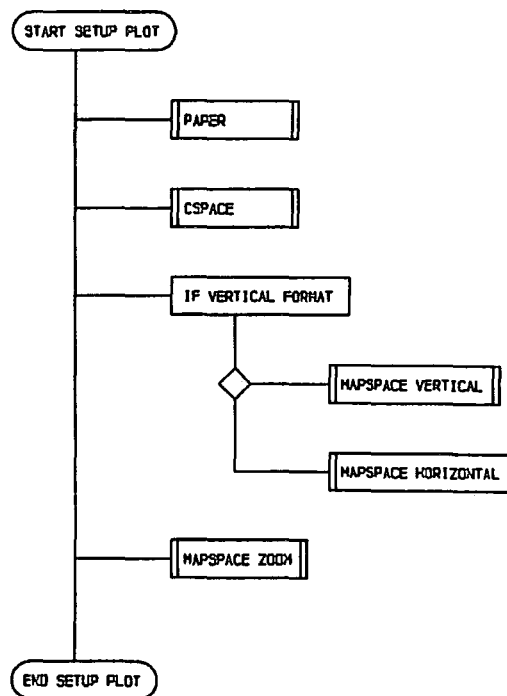 START SETUP PLOT
PAPER
CSPACE
IF VERTICAL FORMAT
MAPSPACE VERTICAL
MAPSPACE HORIZONTAL
MAPSPACE ZOOM
END SETUP PLOT